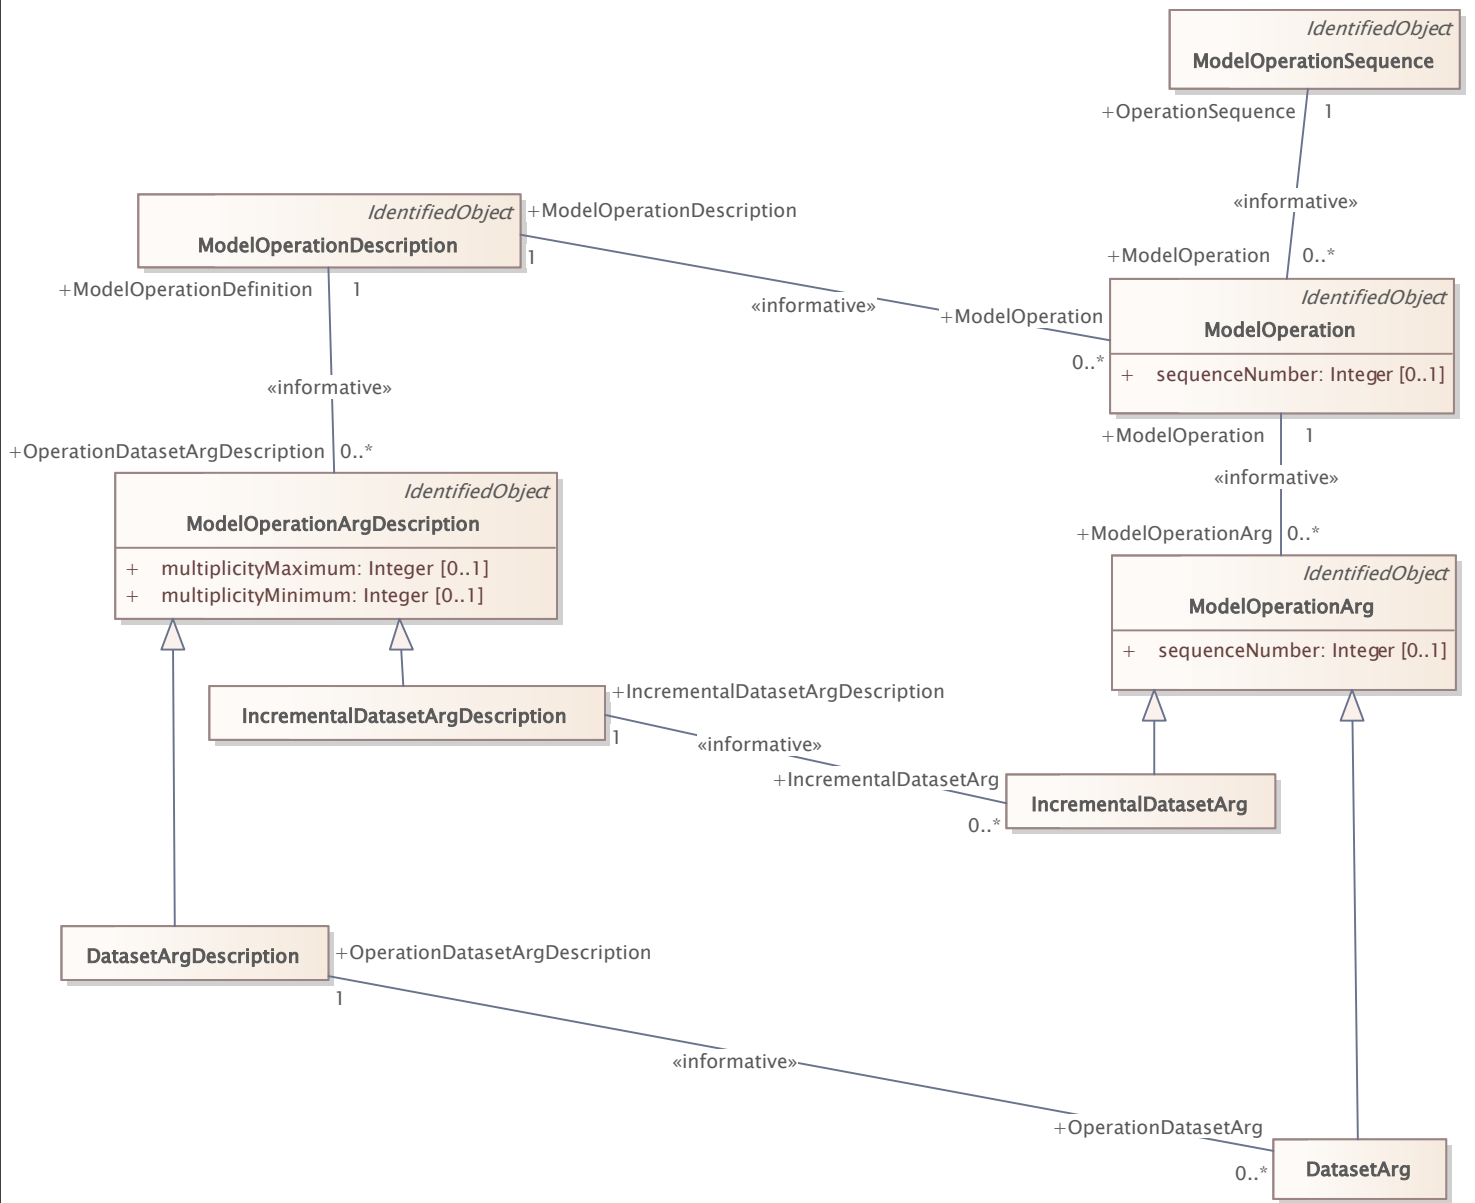 IdentifiedObject
ModelOperationSequence
+OperationSequence 1
«informative»
+ModelOperation 0..*
IdentifiedObject
ModelOperationDescription
+ModelOperationDescription
1
+ModelOperationDefinition 1
«informative»
+ModelOperation
0..*
IdentifiedObject
ModelOperation
+ sequenceNumber: Integer [0..1]
«informative»
+OperationDatasetArgDescription 0..*
+ModelOperation 1
«informative»
+ModelOperationArg 0..*
IdentifiedObject
ModelOperationArgDescription
+ multiplicityMaximum: Integer [0..1]
+ multiplicityMinimum: Integer [0..1]
IdentifiedObject
ModelOperationArg
+ sequenceNumber: Integer [0..1]
IncrementalDatasetArgDescription
+IncrementalDatasetArgDescription
1
«informative»
+IncrementalDatasetArg
0..*
IncrementalDatasetArg
DatasetArgDescription
+OperationDatasetArgDescription
1
«informative»
+OperationDatasetArg
0..*
DatasetArg